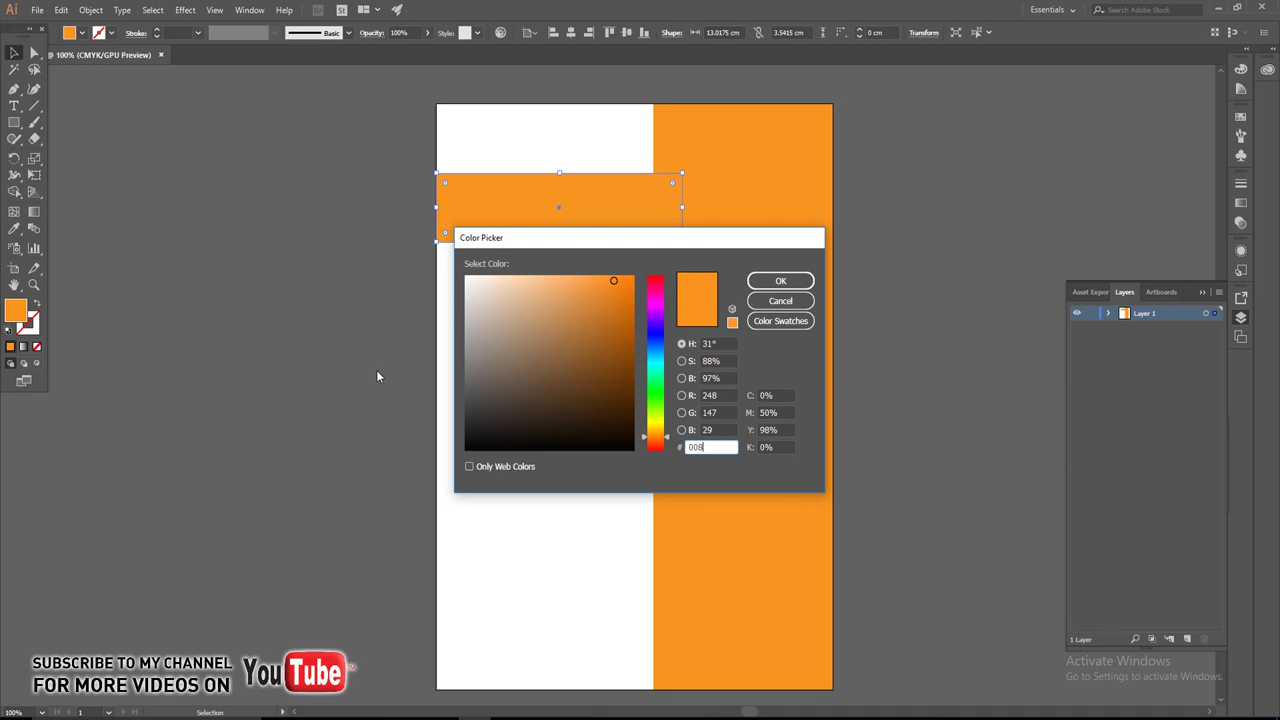 Ai File Edit Object Type Select Effect View Window Help Br St Essentials Search Adobe Stock
Stroke: Basic Opacity: 100% Style: Shape: 13.0175 cm 3.5415 cm 0 cm Transform
@ 100% (CMYK/GPU Preview)
Color Picker
Select Color:
OK
Cancel
Color Swatches
H: 31°
S: 88%
B: 97%
R: 248 C: 0%
G: 147 M: 50%
B: 29 Y: 98%
# 008 K: 0%
Only Web Colors
Asset Expor Layers Artboards
Layer 1
1 Layer
SUBSCRIBE TO MY CHANNEL
FOR MORE VIDEOS ON
YouTube
TM
Activate Windows
Go to Settings to activate Windows.
100% 1 Selection